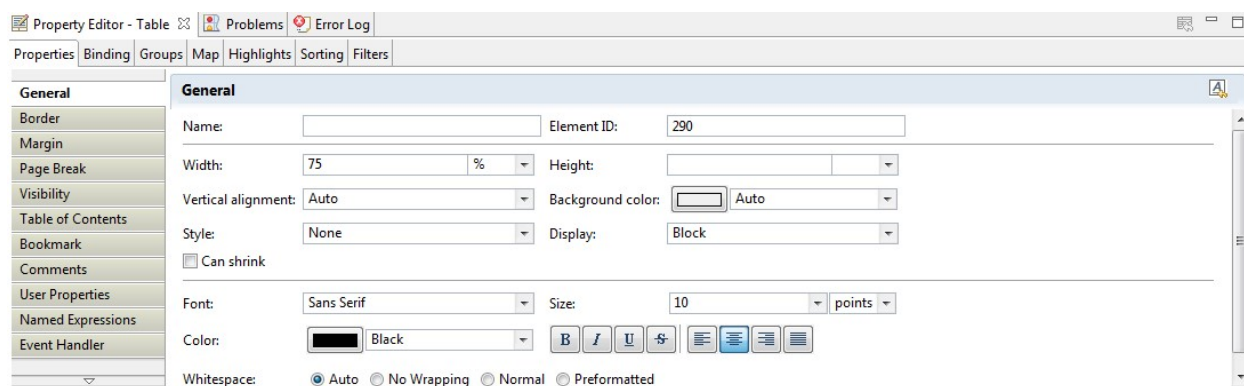 Property Editor - Table Problems Error Log
Properties Binding Groups Map Highlights Sorting Filters
General
Border
Margin
Page Break
Visibility
Table of Contents
Bookmark
Comments
User Properties
Named Expressions
Event Handler
General
Name: Element ID: 290
Width: 75 % Height:
Vertical alignment: Auto Background color: Auto
Style: None Display: Block
Can shrink
Font: Sans Serif Size: 10 points
Color: Black B I U S
Whitespace: Auto No Wrapping Normal Preformatted